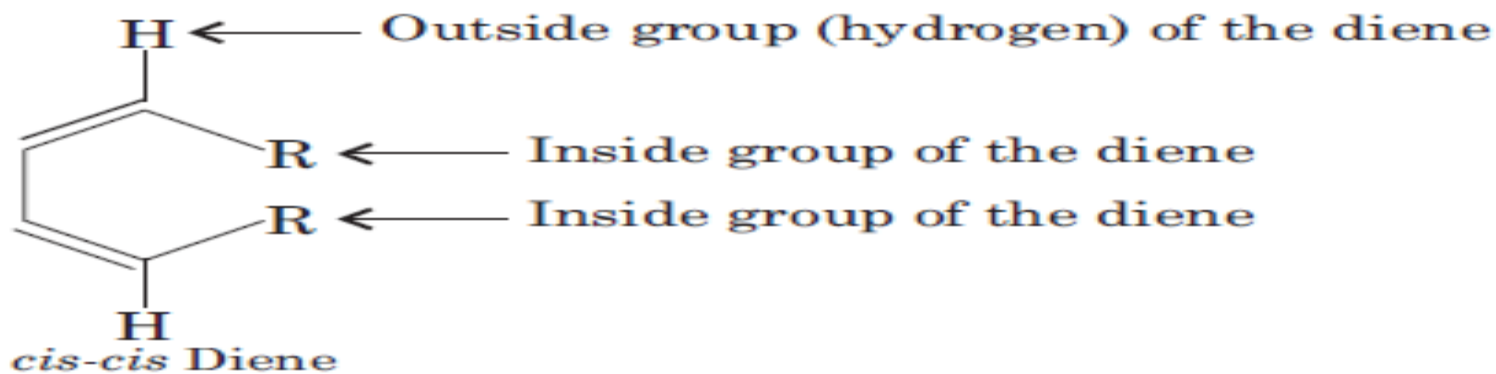 H Outside group (hydrogen) of the diene
R Inside group of the diene
R Inside group of the diene
H
cis-cis Diene